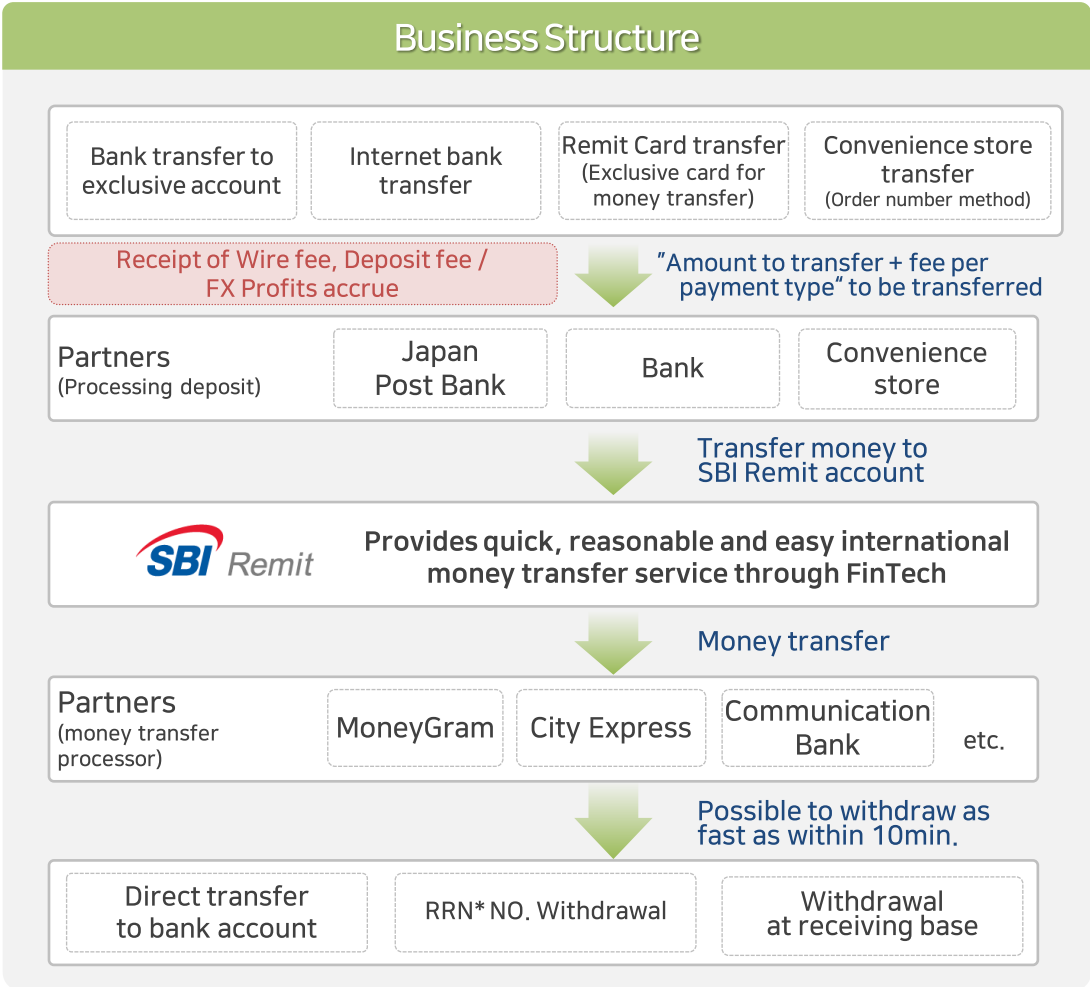 Business Structure
Bank transfer to
exclusive account
Internet bank
transfer
Remit Card transfer
(Exclusive card for
money transfer)
Convenience store
transfer
(Order number method)
Receipt of Wire fee, Deposit fee /
FX Profits accrue
"Amount to transfer + fee per
payment type" to be transferred
Partners
(Processing deposit)
Japan
Post Bank
Bank
Convenience
store
Transfer money to
SBI Remit account
SBI Remit
Provides quick, reasonable and easy international
money transfer service through FinTech
Money transfer
Partners
(money transfer
processor)
MoneyGram
City Express
Communication
Bank
etc.
Possible to withdraw as
fast as within 10min.
Direct transfer
to bank account
RRN* NO. Withdrawal
Withdrawal
at receiving base